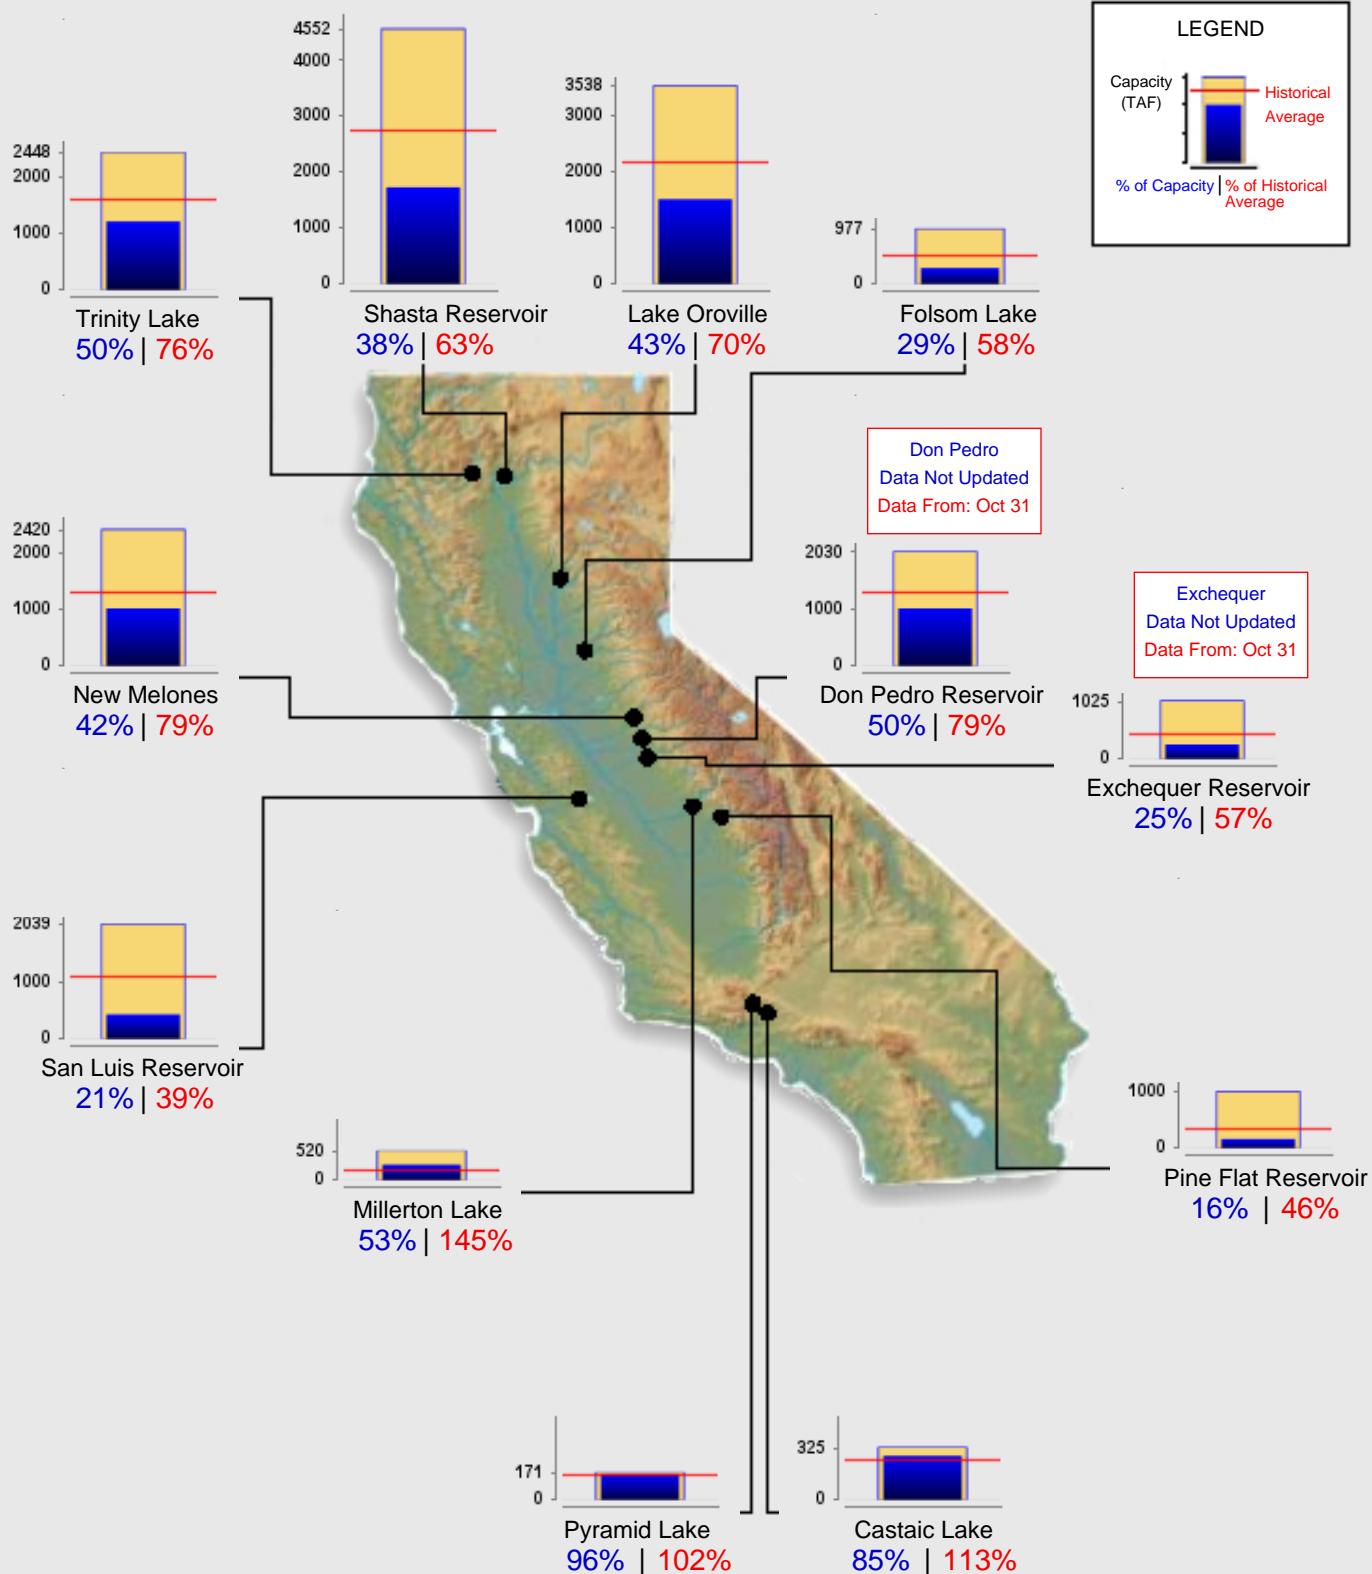 LEGEND
Capacity
(TAF)
Historical
Average
% of Capacity | % of Historical
Average
2448
2000
1000
0
Trinity Lake
50% | 76%
4552
4000
3000
2000
1000
0
Shasta Reservoir
38% | 63%
3538
3000
2000
1000
0
Lake Oroville
43% | 70%
977
0
Folsom Lake
29% | 58%
2420
2000
1000
0
New Melones
42% | 79%
Don Pedro
Data Not Updated
Data From: Oct 31
2030
1000
0
Don Pedro Reservoir
50% | 79%
Exchequer
Data Not Updated
Data From: Oct 31
1025
0
Exchequer Reservoir
25% | 57%
2039
1000
0
San Luis Reservoir
21% | 39%
520
0
Millerton Lake
53% | 145%
1000
0
Pine Flat Reservoir
16% | 46%
171
0
Pyramid Lake
96% | 102%
325
0
Castaic Lake
85% | 113%